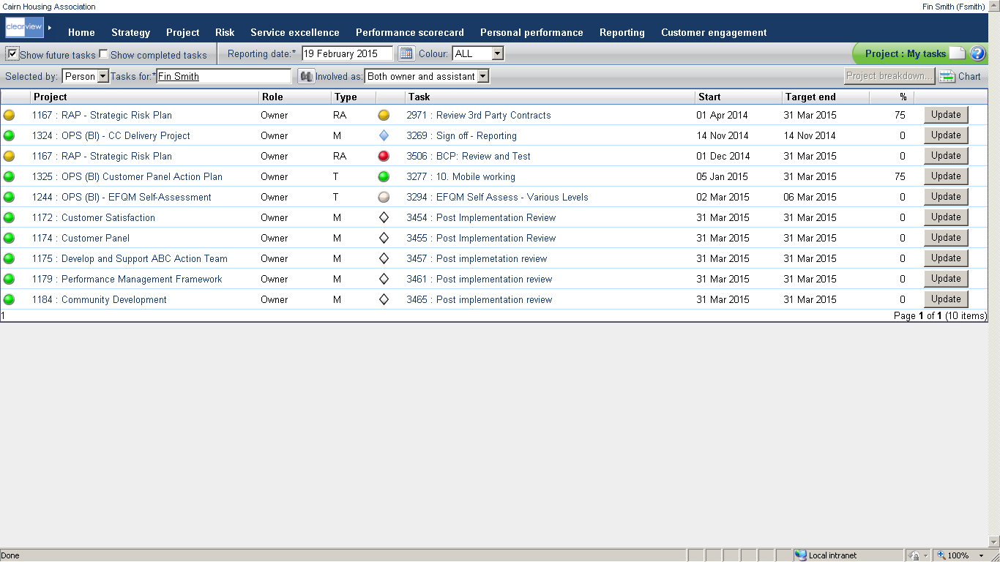 Cairn Housing Association Fin Smith (Fsmith)
clearview Home Strategy Project Risk Service excellence Performance scorecard Personal performance Reporting Customer engagement
Show future tasks Show completed tasks Reporting date:* 19 February 2015 Colour: ALL Project : My tasks ?
Selected by: Person Tasks for:* Fin Smith Involved as: Both owner and assistant Project breakdown... Chart
Project Role Type Task Start Target end %
1167 : RAP - Strategic Risk Plan Owner RA 2971 : Review 3rd Party Contracts 01 Apr 2014 31 Mar 2015 75 Update
1324 : OPS (BI) - CC Delivery Project Owner M 3269 : Sign off - Reporting 14 Nov 2014 14 Nov 2014 0 Update
1167 : RAP - Strategic Risk Plan Owner RA 3506 : BCP: Review and Test 01 Dec 2014 31 Mar 2015 0 Update
1325 : OPS (BI) Customer Panel Action Plan Owner T 3277 : 10. Mobile working 05 Jan 2015 31 Mar 2015 75 Update
1244 : OPS (BI) - EFQM Self-Assessment Owner T 3294 : EFQM Self Assess - Various Levels 02 Mar 2015 06 Mar 2015 0 Update
1172 : Customer Satisfaction Owner M 3454 : Post Implementation Review 31 Mar 2015 31 Mar 2015 0 Update
1174 : Customer Panel Owner M 3455 : Post Implementation Review 31 Mar 2015 31 Mar 2015 0 Update
1175 : Develop and Support ABC Action Team Owner M 3457 : Post implemetation review 31 Mar 2015 31 Mar 2015 0 Update
1179 : Performance Management Framework Owner M 3461 : Post implementation review 31 Mar 2015 31 Mar 2015 0 Update
1184 : Community Development Owner M 3465 : Post implementation review 31 Mar 2015 31 Mar 2015 0 Update
1 Page 1 of 1 (10 items)
Done Local intranet 100%